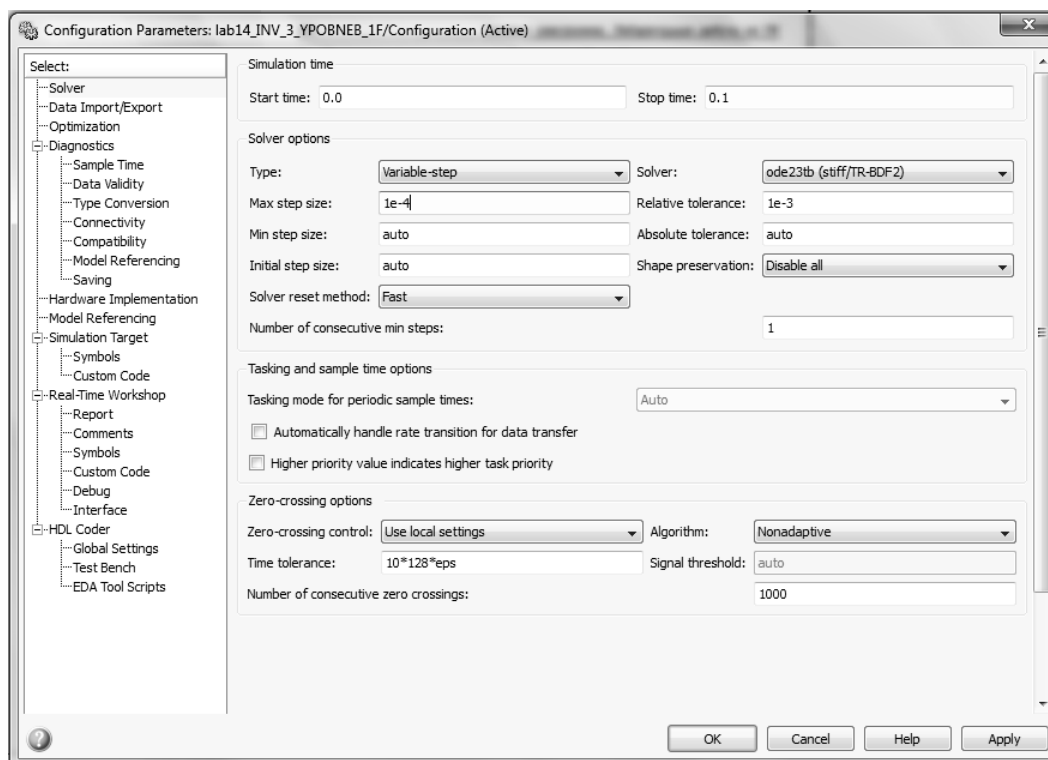 Configuration Parameters: lab14_INV_3_YPOBNEB_1F/Configuration (Active)
Select:
Solver
Data Import/Export
Optimization
Diagnostics
Sample Time
Data Validity
Type Conversion
Connectivity
Compatibility
Model Referencing
Saving
Hardware Implementation
Model Referencing
Simulation Target
Symbols
Custom Code
Real-Time Workshop
Report
Comments
Symbols
Custom Code
Debug
Interface
HDL Coder
Global Settings
Test Bench
EDA Tool Scripts
Simulation time
Start time: 0.0 Stop time: 0.1
Solver options
Type: Variable-step Solver: ode23tb (stiff/TR-BDF2)
Max step size: 1e-4 Relative tolerance: 1e-3
Min step size: auto Absolute tolerance: auto
Initial step size: auto Shape preservation: Disable all
Solver reset method: Fast
Number of consecutive min steps: 1
Tasking and sample time options
Tasking mode for periodic sample times: Auto
Automatically handle rate transition for data transfer
Higher priority value indicates higher task priority
Zero-crossing options
Zero-crossing control: Use local settings Algorithm: Nonadaptive
Time tolerance: 10*128*eps Signal threshold: auto
Number of consecutive zero crossings: 1000
OK Cancel Help Apply